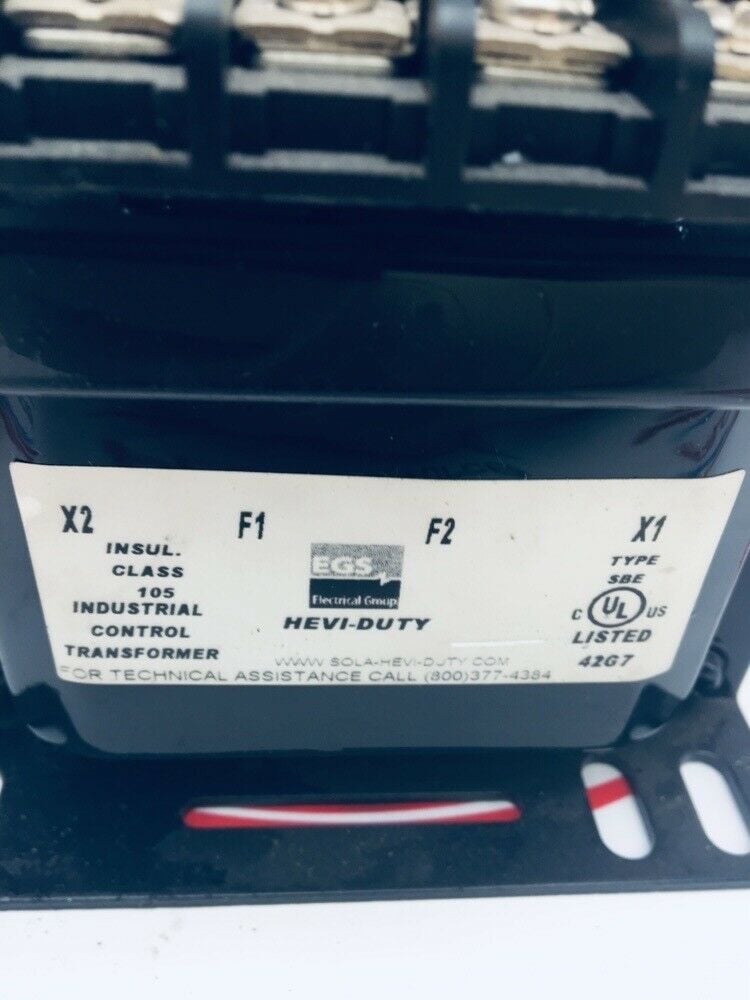 X2 F1 F2 X1
INSUL.
CLASS
105
INDUSTRIAL
CONTROL
TRANSFORMER
EGS
Electrical Group
HEVI-DUTY
WWW.SOLA-HEVI-DUTY.COM
FOR TECHNICAL ASSISTANCE CALL (800)377-4384
TYPE
SBE
C UL US
LISTED
42G7